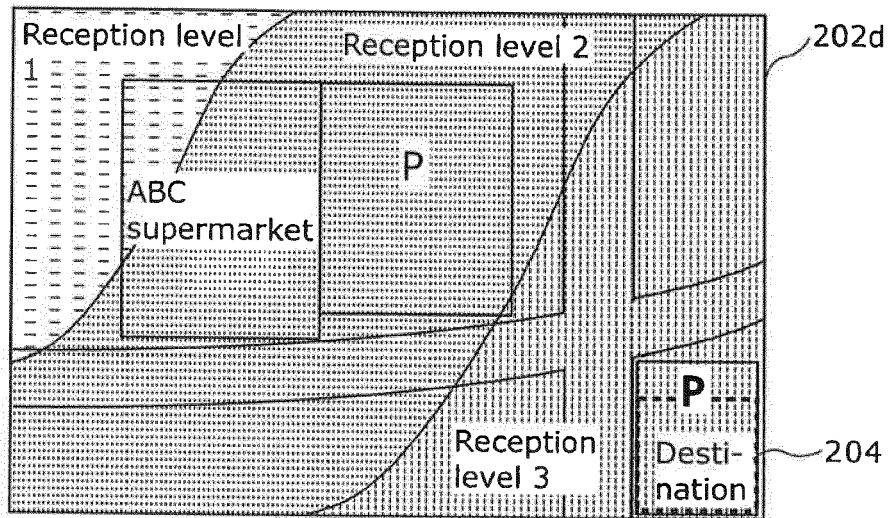 Reception level
1
Reception level 2
202d
P
ABC
supermarket
P
Reception
level 3
Desti-
nation
204